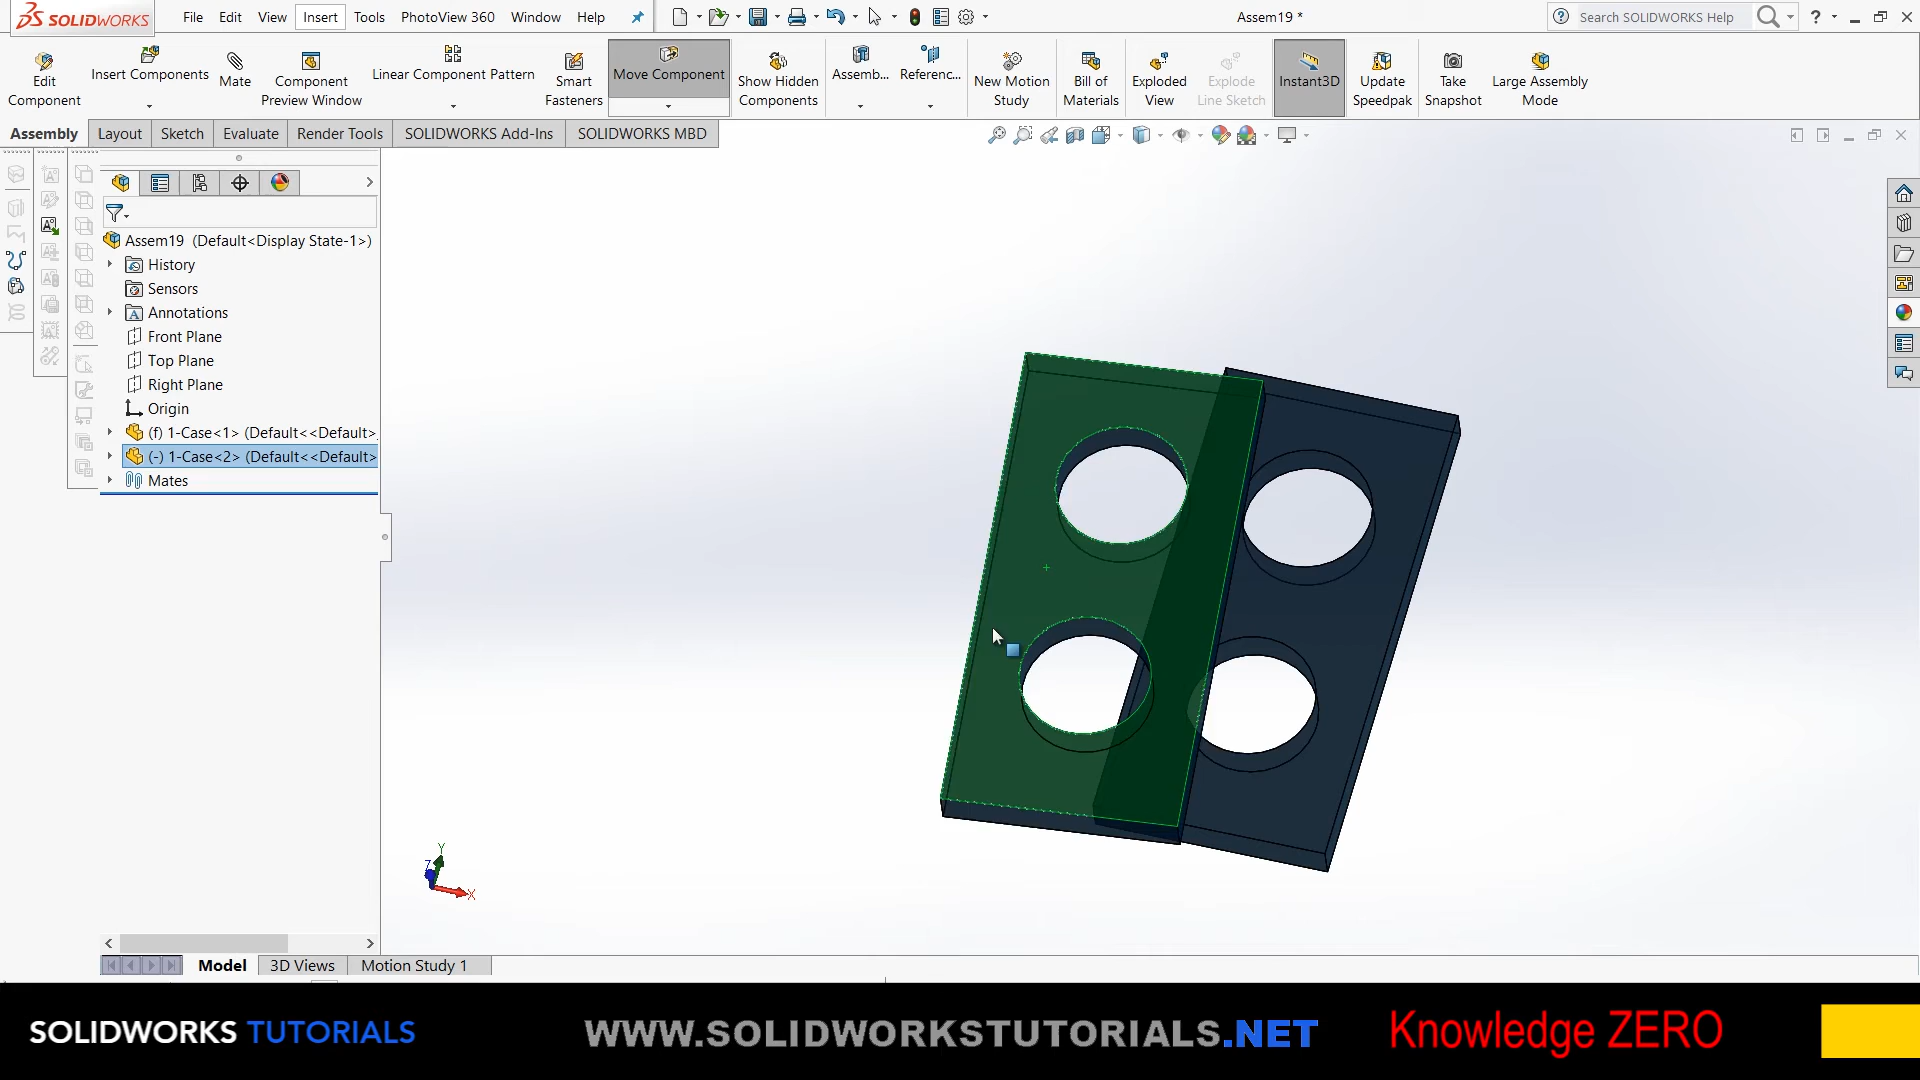 SOLIDWORKS
File Edit View Insert Tools PhotoView 360 Window Help
Assem19 *
Search SOLIDWORKS Help
Edit Component
Insert Components
Mate
Component Preview Window
Linear Component Pattern
Smart Fasteners
Move Component
Show Hidden Components
Assemb...
Referenc...
New Motion Study
Bill of Materials
Exploded View
Explode Line Sketch
Instant3D
Update Speedpak
Take Snapshot
Large Assembly Mode
Assembly Layout Sketch Evaluate Render Tools SOLIDWORKS Add-Ins SOLIDWORKS MBD
Assem19 (Default<Display State-1>)
History
Sensors
Annotations
Front Plane
Top Plane
Right Plane
Origin
(f) 1-Case<1> (Default<<Default>
(-) 1-Case<2> (Default<<Default>
Mates
Y
Z
X
Model 3D Views Motion Study 1
SOLIDWORKS TUTORIALS
WWW.SOLIDWORKSTUTORIALS.NET
Knowledge ZERO